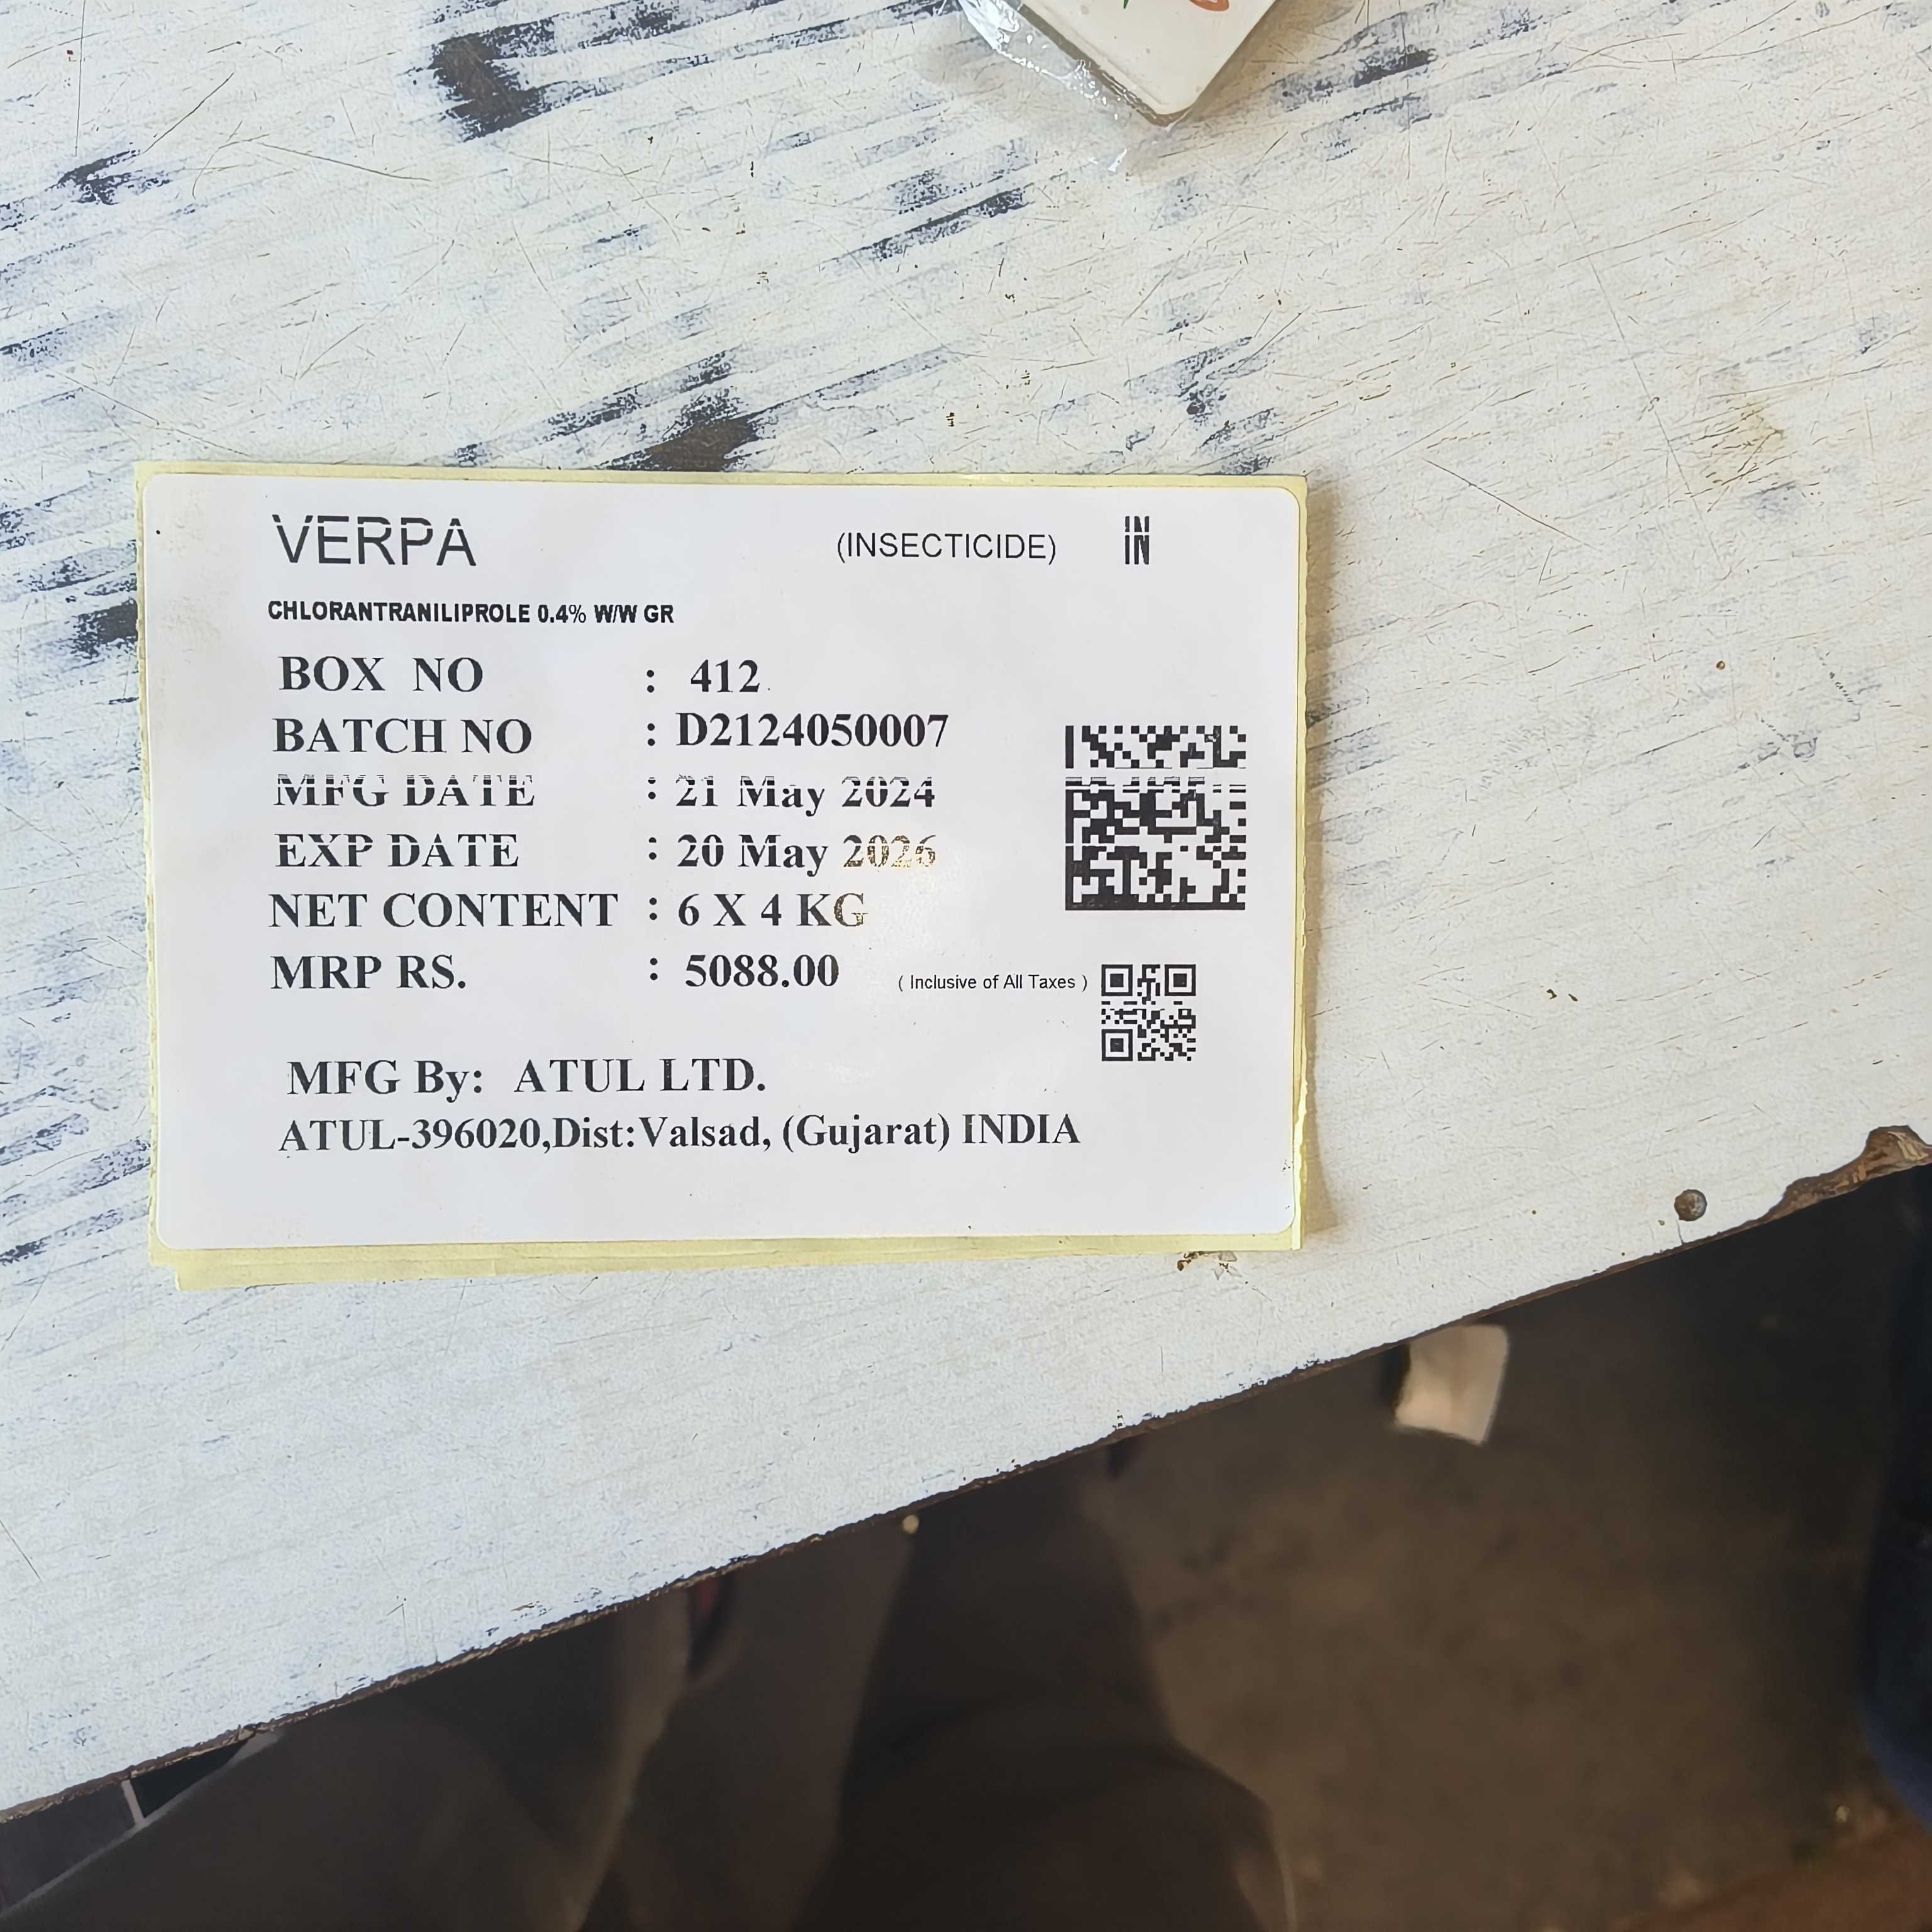 VERPA (INSECTICIDE) IN
CHLORANTRANILIPROLE 0.4% W/W GR
BOX NO : 412
BATCH NO : D2124050007
MFG DATE : 21 May 2024
EXP DATE : 20 May 2026
NET CONTENT : 6 X 4 KG
MRP RS. : 5088.00 ( Inclusive of All Taxes )
MFG By: ATUL LTD.
ATUL-396020,Dist:Valsad, (Gujarat) INDIA